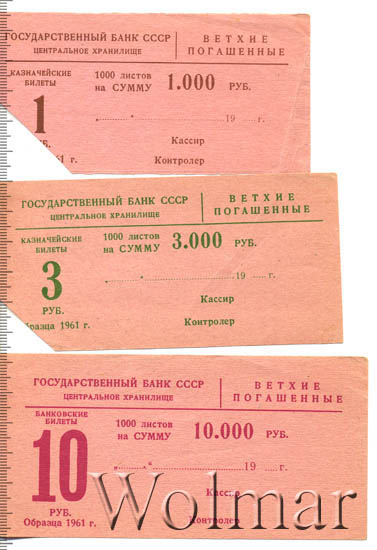 ГОСУДАРСТВЕННЫЙ БАНК СССР
ЦЕНТРАЛЬНОЕ ХРАНИЛИЩЕ
ВЕТХИЕ
ПОГАШЕННЫЕ
КАЗНАЧЕЙСКИЕ
БИЛЕТЫ
1000 листов
на СУММУ 1.000 РУБ.
1
„......“.................... 19 ..... г.
Кассир
Контролер
ГОСУДАРСТВЕННЫЙ БАНК СССР
ЦЕНТРАЛЬНОЕ ХРАНИЛИЩЕ
ВЕТХИЕ
ПОГАШЕННЫЕ
КАЗНАЧЕЙСКИЕ
БИЛЕТЫ
1000 листов
на СУММУ 3.000 РУБ.
3
РУБ.
Образца 1961 г.
„......“.................... 19 ..... г.
Кассир
Контролер
ГОСУДАРСТВЕННЫЙ БАНК СССР
ЦЕНТРАЛЬНОЕ ХРАНИЛИЩЕ
ВЕТХИЕ
ПОГАШЕННЫЕ
БАНКОВСКИЕ
БИЛЕТЫ
1000 листов
на СУММУ 10.000 РУБ.
10
РУБ.
Образца 1961 г.
„......“.................... 19 ..... г.
Кассир
Контролер
Wolmar